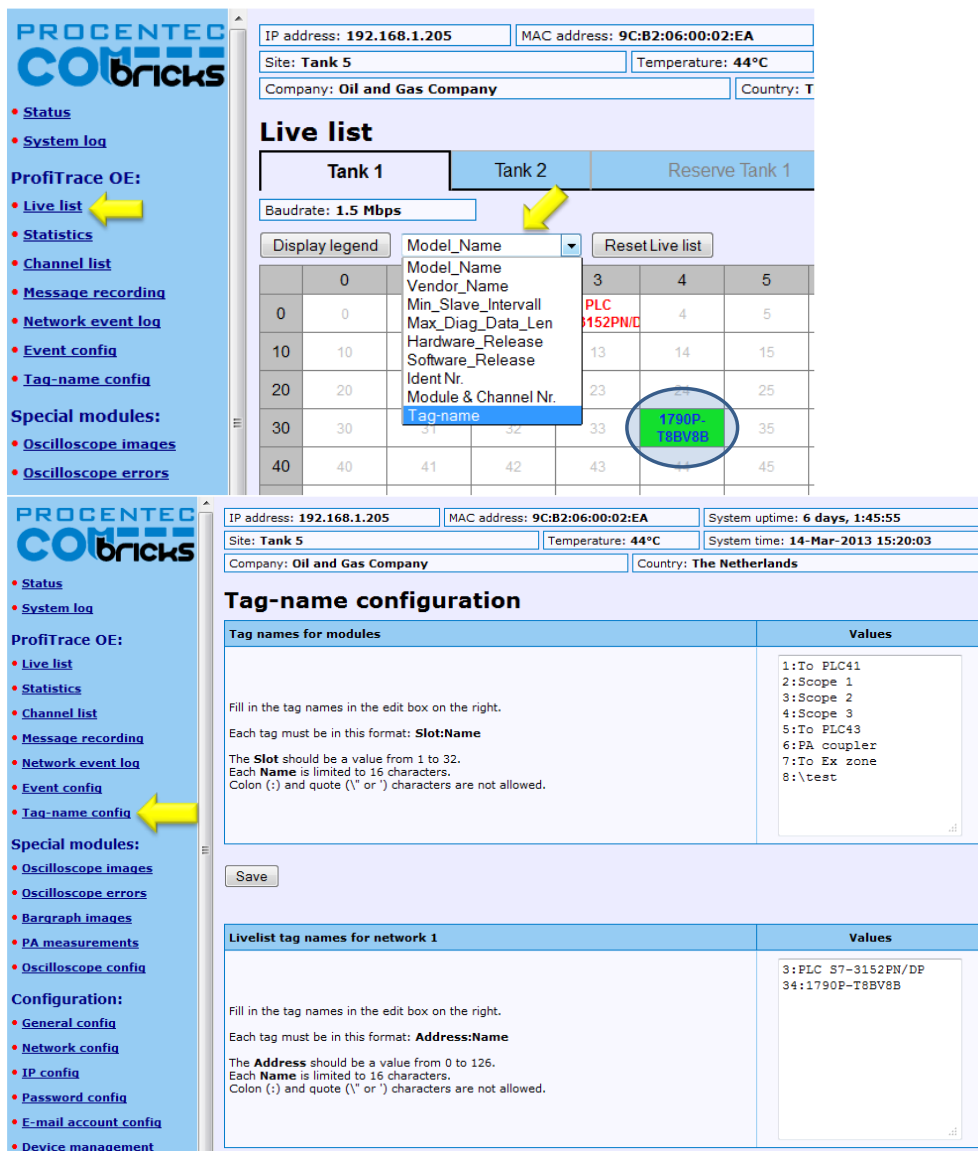 PROCENTEC
COMbricks
Status
System log
ProfiTrace OE:
Live list
Statistics
Channel list
Message recording
Network event log
Event config
Tag-name config
Special modules:
Oscilloscope images
Oscilloscope errors
IP address: 192.168.1.205 MAC address: 9C:B2:06:00:02:EA
Site: Tank 5 Temperature: 44°C
Company: Oil and Gas Company Country: T
Live list
Tank 1 Tank 2 Reserve Tank 1
Baudrate: 1.5 Mbps
Display legend Model_Name Reset Live list
Model_Name
Vendor_Name
Min_Slave_Intervall
Max_Diag_Data_Len
Hardware_Release
Software_Release
Ident Nr.
Module & Channel Nr.
Tag-name
0 3 4 5
0 0 PLC 3152PN/D 4 5
10 10 13 14 15
20 20 23 24 25
30 30 31 32 33 1790P-T8BV8B 35
40 40 41 42 43 44 45
PROCENTEC
COMbricks
Status
System log
ProfiTrace OE:
Live list
Statistics
Channel list
Message recording
Network event log
Event config
Tag-name config
Special modules:
Oscilloscope images
Oscilloscope errors
Bargraph images
PA measurements
Oscilloscope config
Configuration:
General config
Network config
IP config
Password config
E-mail account config
Device management
IP address: 192.168.1.205 MAC address: 9C:B2:06:00:02:EA System uptime: 6 days, 1:45:55
Site: Tank 5 Temperature: 44°C System time: 14-Mar-2013 15:20:03
Company: Oil and Gas Company Country: The Netherlands
Tag-name configuration
Tag names for modules Values
Fill in the tag names in the edit box on the right.
Each tag must be in this format: Slot:Name
The Slot should be a value from 1 to 32.
Each Name is limited to 16 characters.
Colon (:) and quote (\" or ') characters are not allowed.
1:To PLC41
2:Scope 1
3:Scope 2
4:Scope 3
5:To PLC43
6:PA coupler
7:To Ex zone
8:\test
Save
Livelist tag names for network 1 Values
Fill in the tag names in the edit box on the right.
Each tag must be in this format: Address:Name
The Address should be a value from 0 to 126.
Each Name is limited to 16 characters.
Colon (:) and quote (\" or ') characters are not allowed.
3:PLC S7-3152PN/DP
34:1790P-T8BV8B